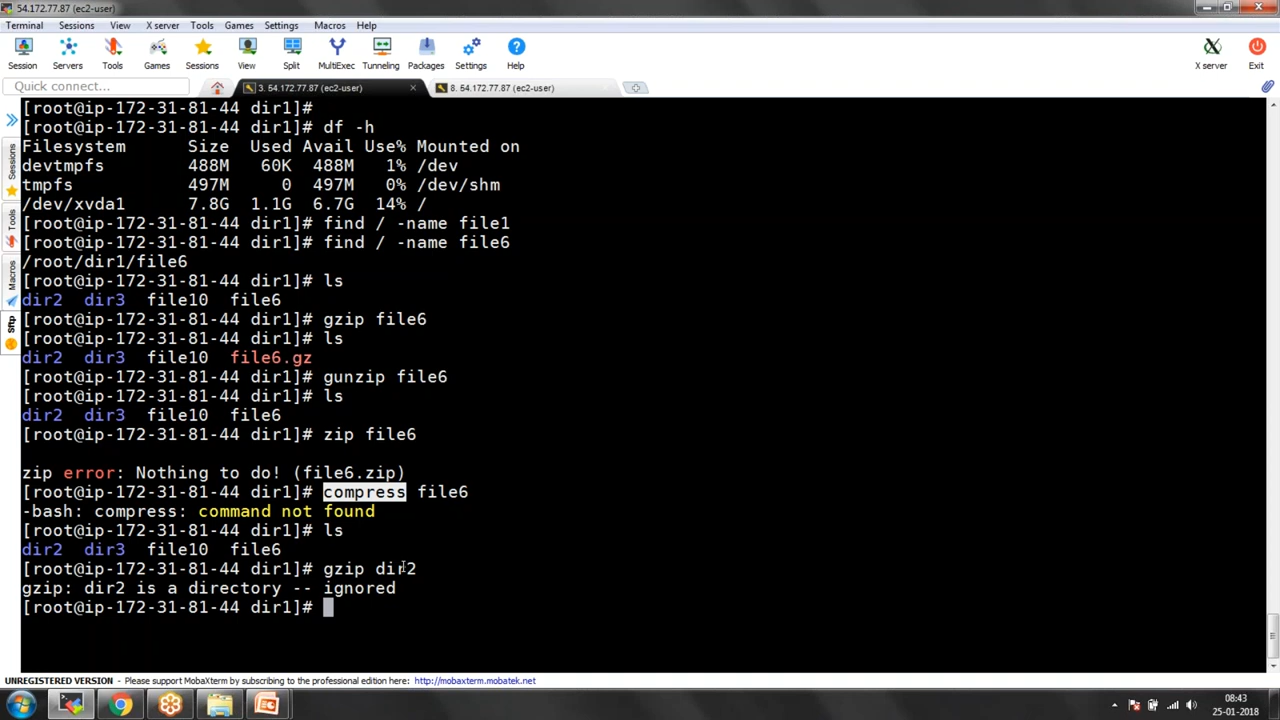 54.172.77.87 (ec2-user)
Terminal Sessions View X server Tools Games Settings Macros Help
Session Servers Tools Games Sessions View Split MultiExec Tunneling Packages Settings Help X server Exit
Quick connect...
3. 54.172.77.87 (ec2-user)
8. 54.172.77.87 (ec2-user)
Sessions
Tools
Macros
Sftp
[root@ip-172-31-81-44 dir1]#
[root@ip-172-31-81-44 dir1]# df -h
Filesystem Size Used Avail Use% Mounted on
devtmpfs 488M 60K 488M 1% /dev
tmpfs 497M 0 497M 0% /dev/shm
/dev/xvda1 7.8G 1.1G 6.7G 14% /
[root@ip-172-31-81-44 dir1]# find / -name file1
[root@ip-172-31-81-44 dir1]# find / -name file6
/root/dir1/file6
[root@ip-172-31-81-44 dir1]# ls
dir2 dir3 file10 file6
[root@ip-172-31-81-44 dir1]# gzip file6
[root@ip-172-31-81-44 dir1]# ls
dir2 dir3 file10 file6.gz
[root@ip-172-31-81-44 dir1]# gunzip file6
[root@ip-172-31-81-44 dir1]# ls
dir2 dir3 file10 file6
[root@ip-172-31-81-44 dir1]# zip file6
zip error: Nothing to do! (file6.zip)
[root@ip-172-31-81-44 dir1]# compress file6
-bash: compress: command not found
[root@ip-172-31-81-44 dir1]# ls
dir2 dir3 file10 file6
[root@ip-172-31-81-44 dir1]# gzip dir2
gzip: dir2 is a directory -- ignored
[root@ip-172-31-81-44 dir1]#
UNREGISTERED VERSION - Please support MobaXterm by subscribing to the professional edition here: http://mobaxterm.mobatek.net
08:43
25-01-2018